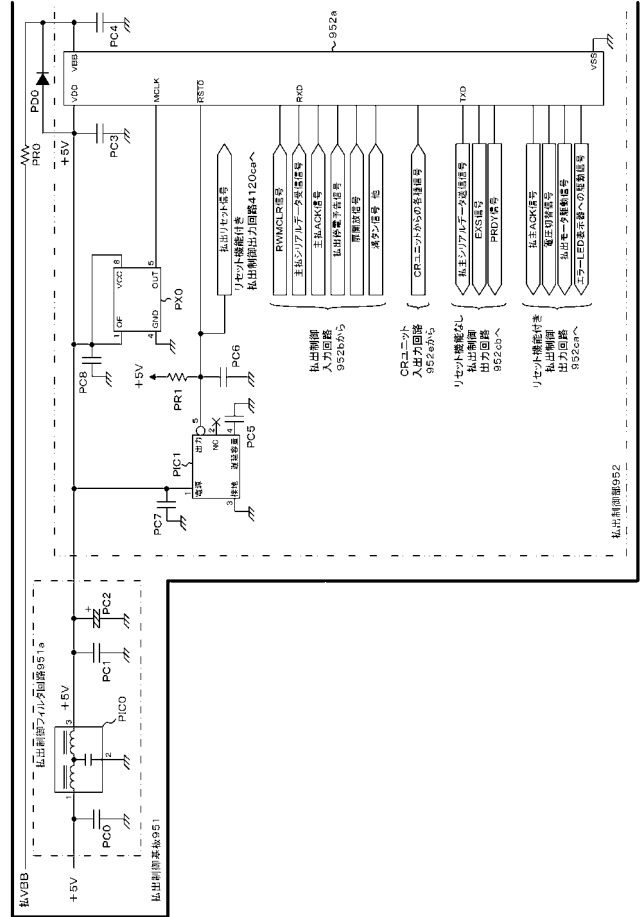 払VBB
+5V
払出制御基板951
払出制御フィルタ回路951a
PC0
1
3
2
PIC0
+5V
PC1
+
PC2
払出制御部952
PR0
PD0
+5V
PC3
PC4
VDD
VBB
952a
MCLK
RST0
RXD
TXD
VSS
PC8
1
OE
VCC
8
4
GND
OUT
5
PX0
+5V
PR1
PC6
PC7
PIC1
1
電源
出力
5
NC
2
3
接地
遅延容量
4
PC5
払出リセット信号
リセット機能付き
払出制御出力回路4120caへ
RWMCLR信号
主払シリアルデータ受信信号
主払ACK信号
払出停電予告信号
扉開放信号
満タン信号 他
払出制御
入力回路
952bから
CRユニットからの各種信号
CRユニット
入出力回路
952eから
払主シリアルデータ送信信号
EXS信号
PRDY信号
リセット機能なし
払出制御
出力回路
952cbへ
払主ACK信号
電圧切替信号
払出モータ駆動信号
エラーLED表示器への駆動信号
リセット機能付き
払出制御
出力回路
952caへ